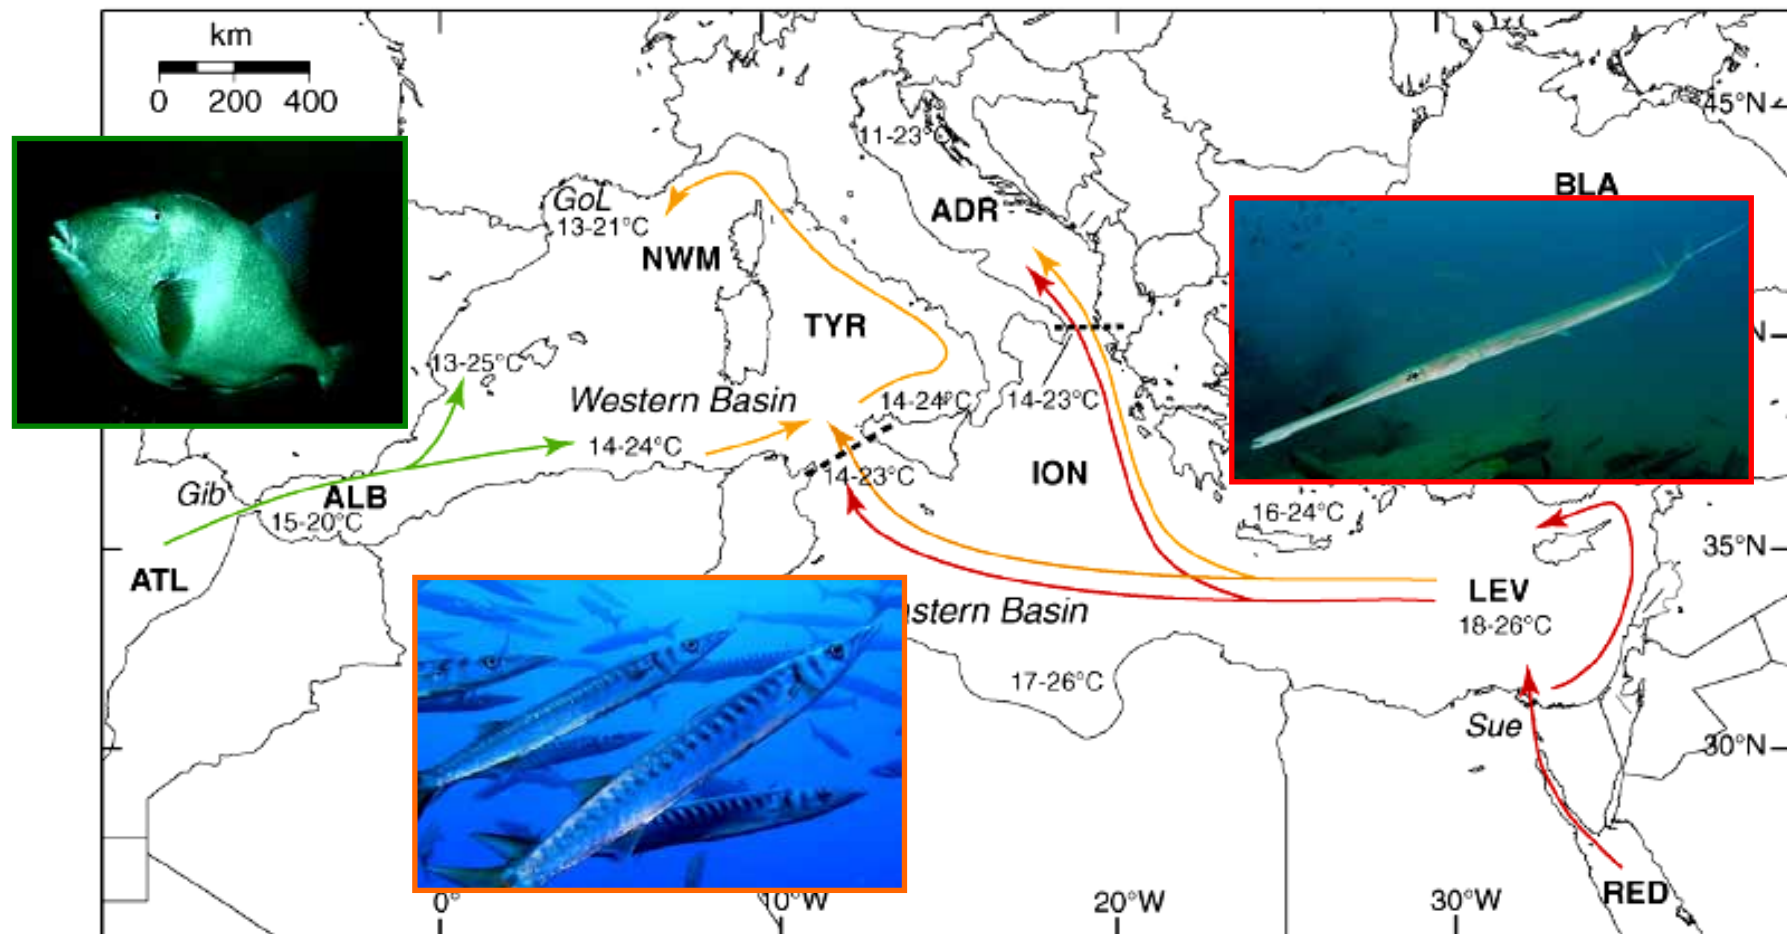 km
0 200 400
45°N
11-23°C
BLA
GoL
13-21°C
ADR
NWM
TYR
N
13-25°C
Western Basin
14-24°C
14-23°C
14-24°C
14-23°C
ION
Gib
ALB
15-20°C
16-24°C
35°N
ATL
LEV
18-26°C
astern Basin
17-26°C
Sue
30°N
RED
0°
10°W
20°W
30°W